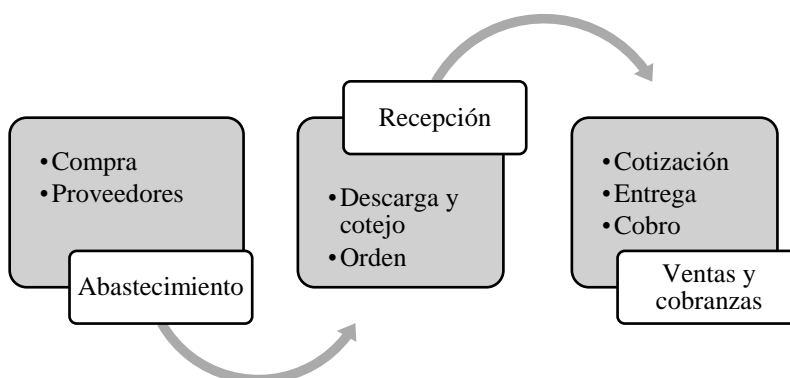 •Compra
•Proveedores
Abastecimiento
Recepción
•Descarga y
cotejo
•Orden
•Cotización
•Entrega
•Cobro
Ventas y
cobranzas